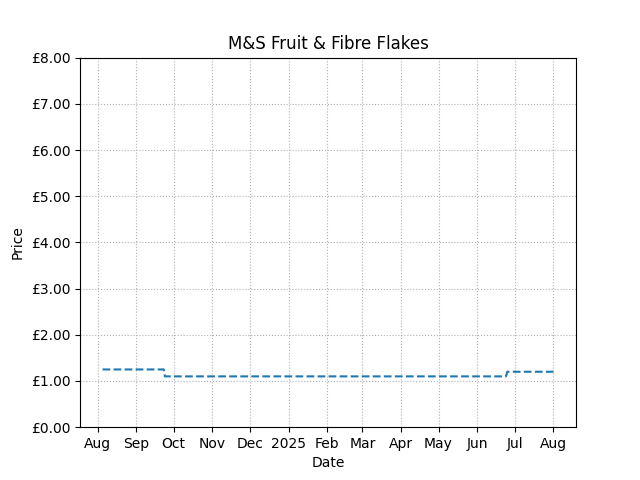 M&S Fruit & Fibre Flakes
£8.00
£7.00
£6.00
£5.00
£4.00
£3.00
£2.00
£1.00
£0.00
Price
Aug Sep Oct Nov Dec 2025 Feb Mar Apr May Jun Jul Aug
Date